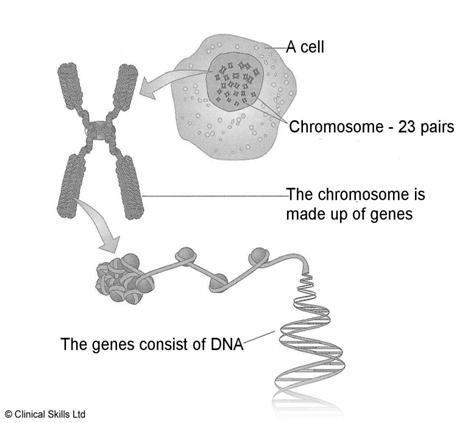 A cell
Chromosome - 23 pairs
The chromosome is
made up of genes
The genes consist of DNA
© Clinical Skills Ltd